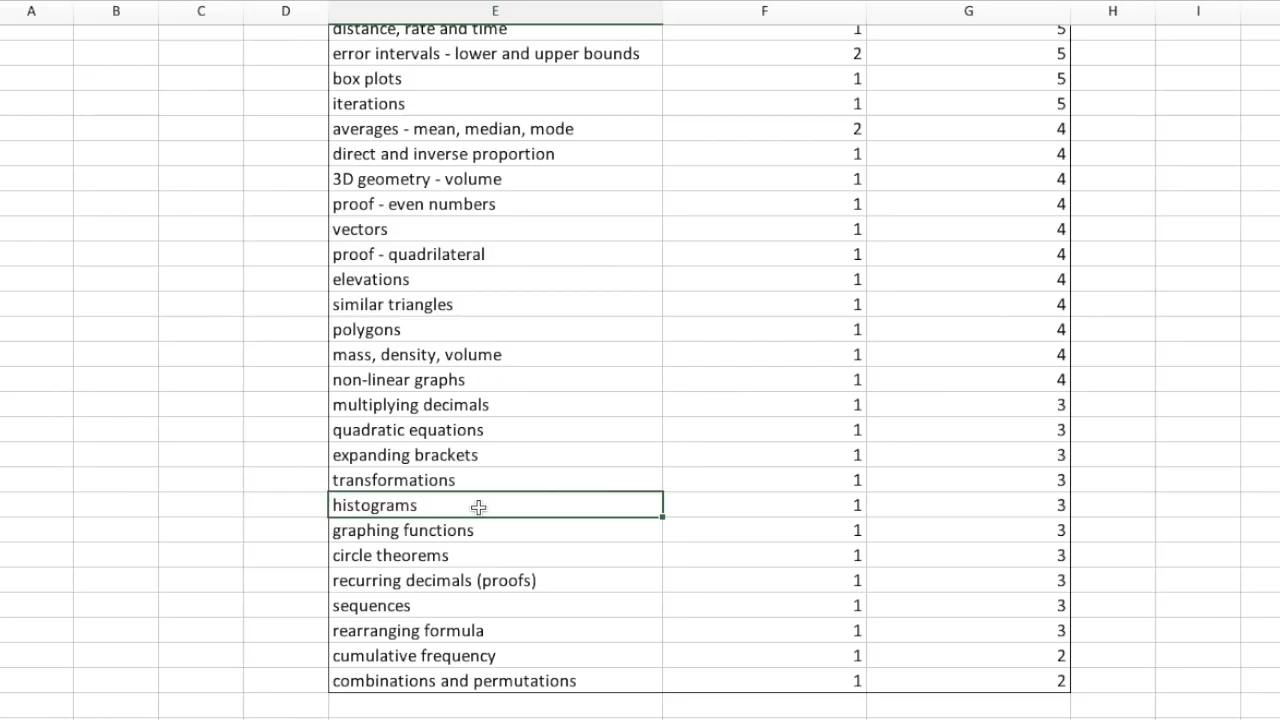 A B C D E F G H I
distance, rate and time 1 5
error intervals - lower and upper bounds 2 5
box plots 1 5
iterations 1 5
averages - mean, median, mode 2 4
direct and inverse proportion 1 4
3D geometry - volume 1 4
proof - even numbers 1 4
vectors 1 4
proof - quadrilateral 1 4
elevations 1 4
similar triangles 1 4
polygons 1 4
mass, density, volume 1 4
non-linear graphs 1 4
multiplying decimals 1 3
quadratic equations 1 3
expanding brackets 1 3
transformations 1 3
histograms 1 3
graphing functions 1 3
circle theorems 1 3
recurring decimals (proofs) 1 3
sequences 1 3
rearranging formula 1 3
cumulative frequency 1 2
combinations and permutations 1 2